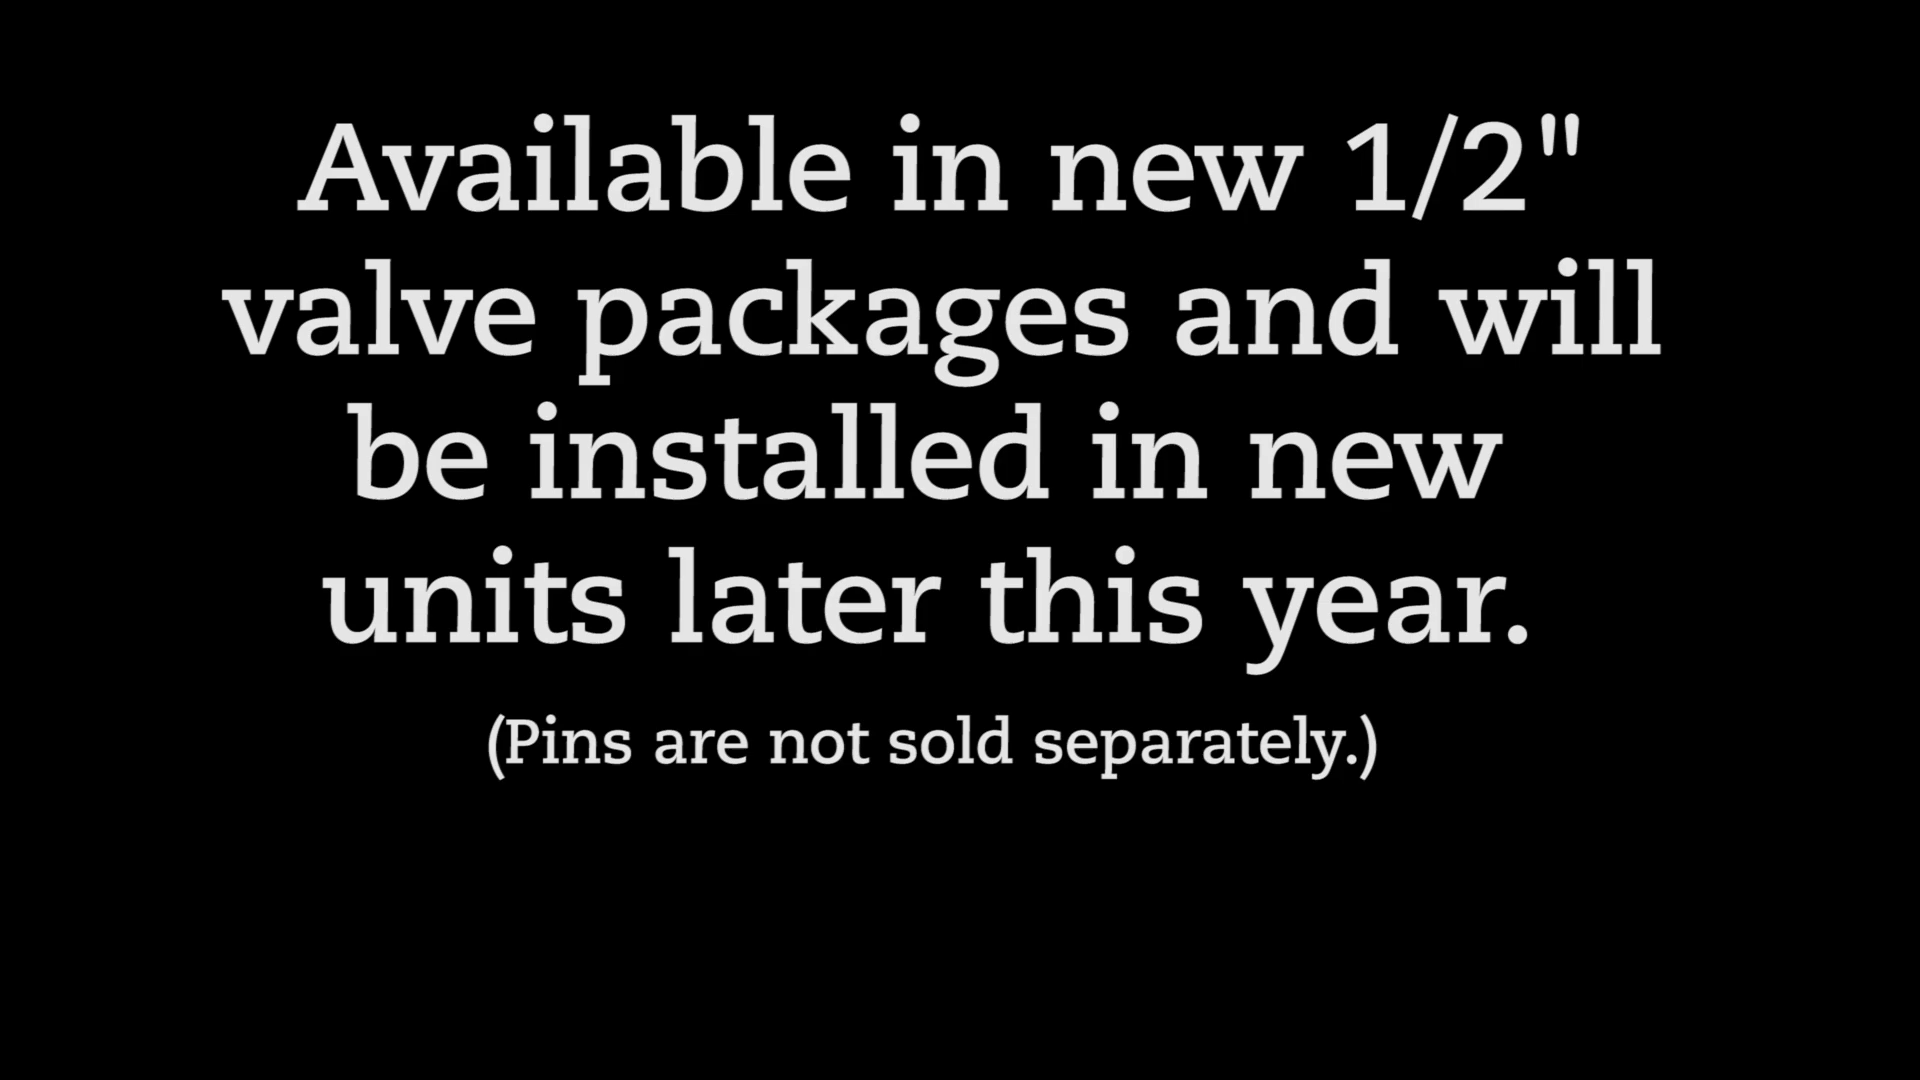 Available in new 1/2"
valve packages and will
be installed in new
units later this year.
(Pins are not sold separately.)